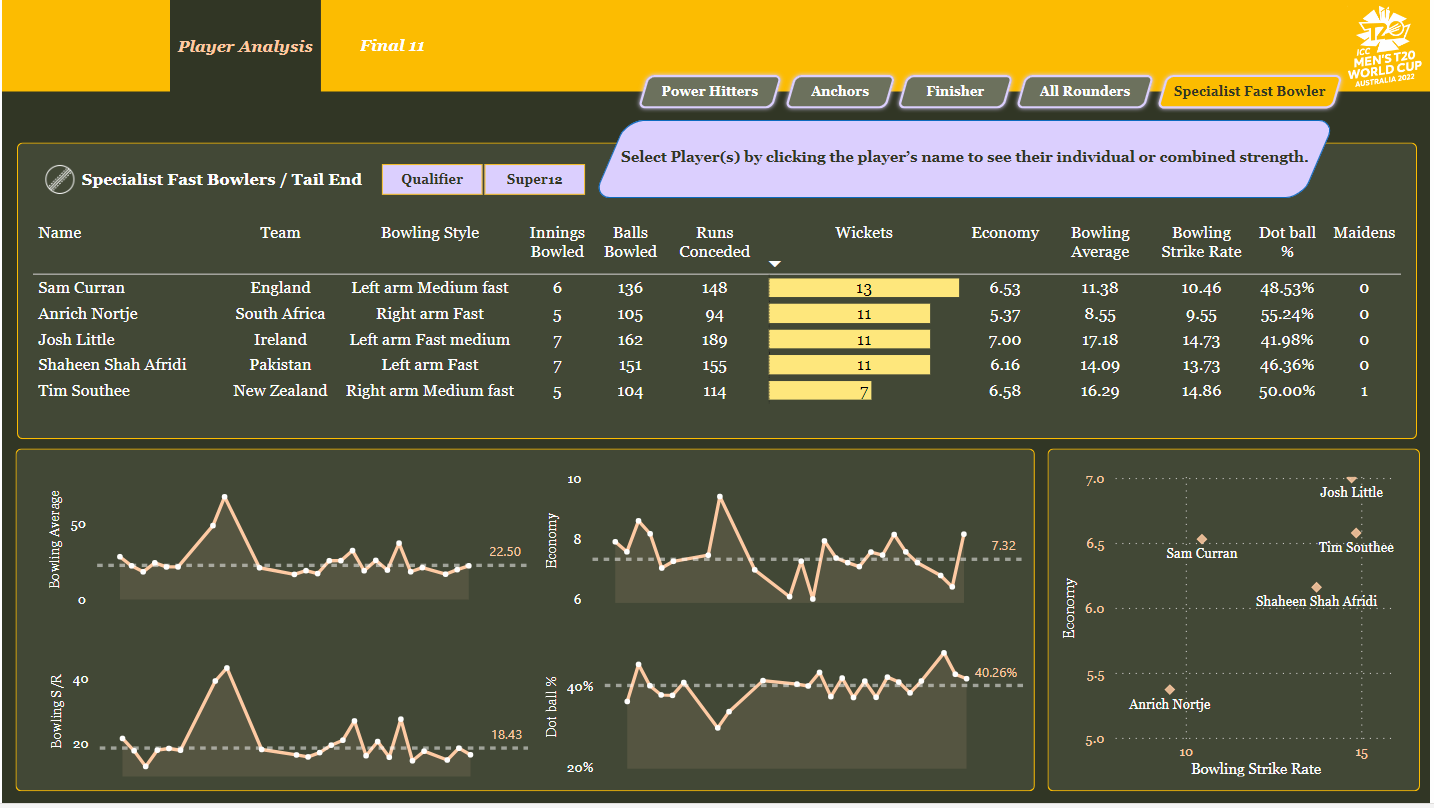 Player Analysis
Final 11
T20
ICC
MEN'S T20
WORLD CUP
AUSTRALIA 2022
Power Hitters
Anchors
Finisher
All Rounders
Specialist Fast Bowler
Select Player(s) by clicking the player's name to see their individual or combined strength.
Specialist Fast Bowlers / Tail End
Qualifier
Super12
Name Team Bowling Style Innings Bowled Balls Bowled Runs Conceded Wickets Economy Bowling Average Bowling Strike Rate Dot ball % Maidens
Sam Curran England Left arm Medium fast 6 136 148 13 6.53 11.38 10.46 48.53% 0
Anrich Nortje South Africa Right arm Fast 5 105 94 11 5.37 8.55 9.55 55.24% 0
Josh Little Ireland Left arm Fast medium 7 162 189 11 7.00 17.18 14.73 41.98% 0
Shaheen Shah Afridi Pakistan Left arm Fast 7 151 155 11 6.16 14.09 13.73 46.36% 0
Tim Southee New Zealand Right arm Medium fast 5 104 114 7 6.58 16.29 14.86 50.00% 1
Bowling Average
50
0
22.50
Economy
10
8
6
7.32
Bowling S /R
40
20
18.43
Dot ball %
40%
20%
40.26%
Economy
7.0
6.5
6.0
5.5
5.0
Josh Little
Sam Curran
Tim Southee
Shaheen Shah Afridi
Anrich Nortje
10
15
Bowling Strike Rate